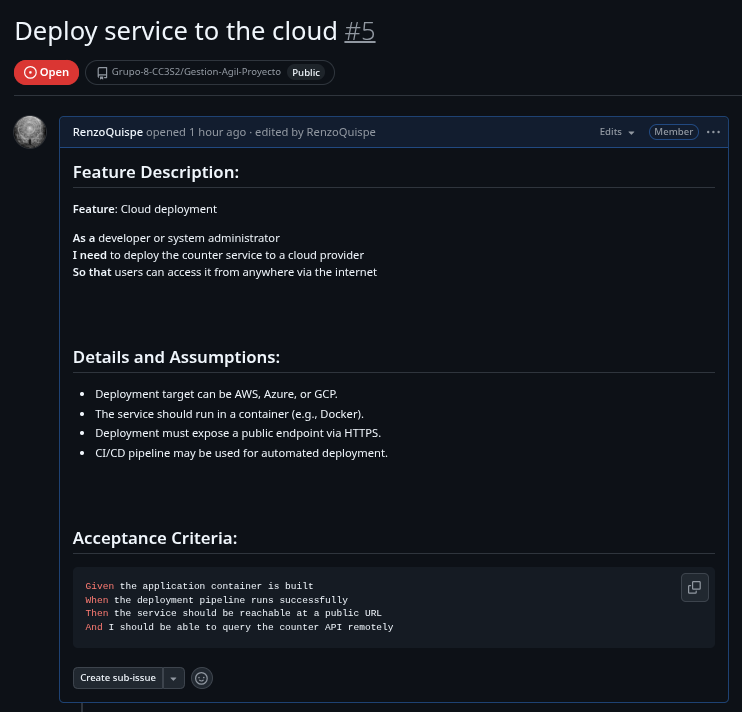 Deploy service to the cloud #5
Open
Grupo-8-CC3S2/Gestion-Agil-Proyecto Public
RenzoQuispe opened 1 hour ago · edited by RenzoQuispe Edits Member
Feature Description:
Feature: Cloud deployment
As a developer or system administrator
I need to deploy the counter service to a cloud provider
So that users can access it from anywhere via the internet
Details and Assumptions:
• Deployment target can be AWS, Azure, or GCP.
• The service should run in a container (e.g., Docker).
• Deployment must expose a public endpoint via HTTPS.
• CI/CD pipeline may be used for automated deployment.
Acceptance Criteria:
Given the application container is built
When the deployment pipeline runs successfully
Then the service should be reachable at a public URL
And I should be able to query the counter API remotely
Create sub-issue